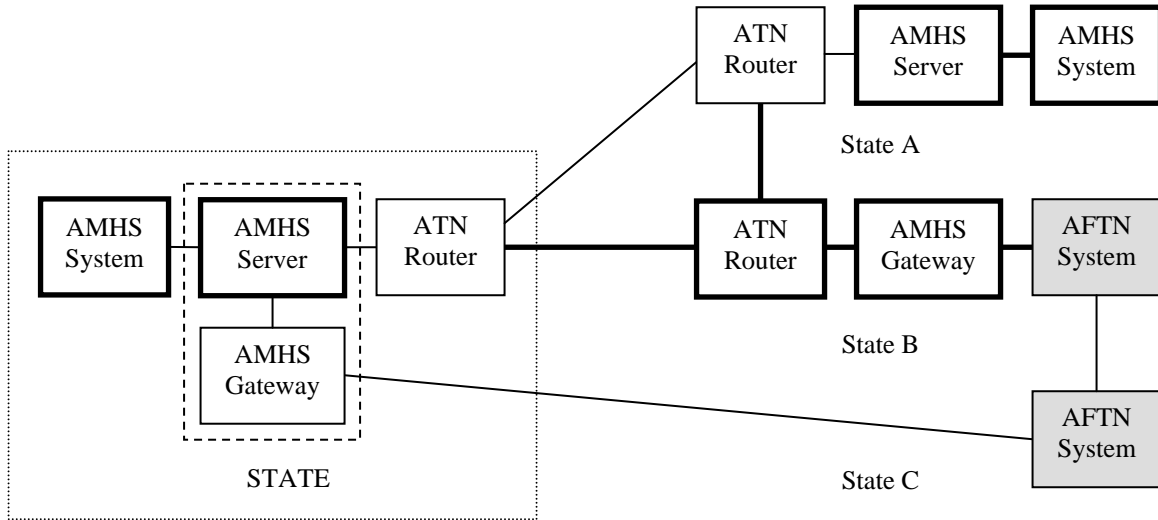 ATN
Router
AMHS
Server
AMHS
System
State A
AMHS
System
AMHS
Server
ATN
Router
ATN
Router
AMHS
Gateway
AFTN
System
AMHS
Gateway
State B
AFTN
System
STATE
State C